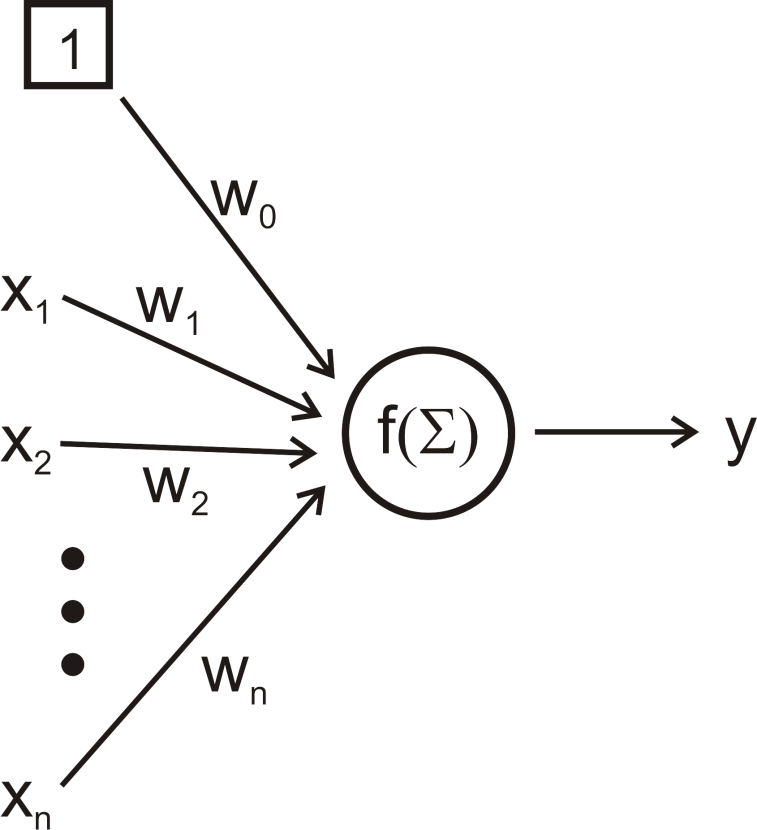 1
w₀
x₁
w₁
f(Σ)
y
x₂
w₂
wₙ
xₙ